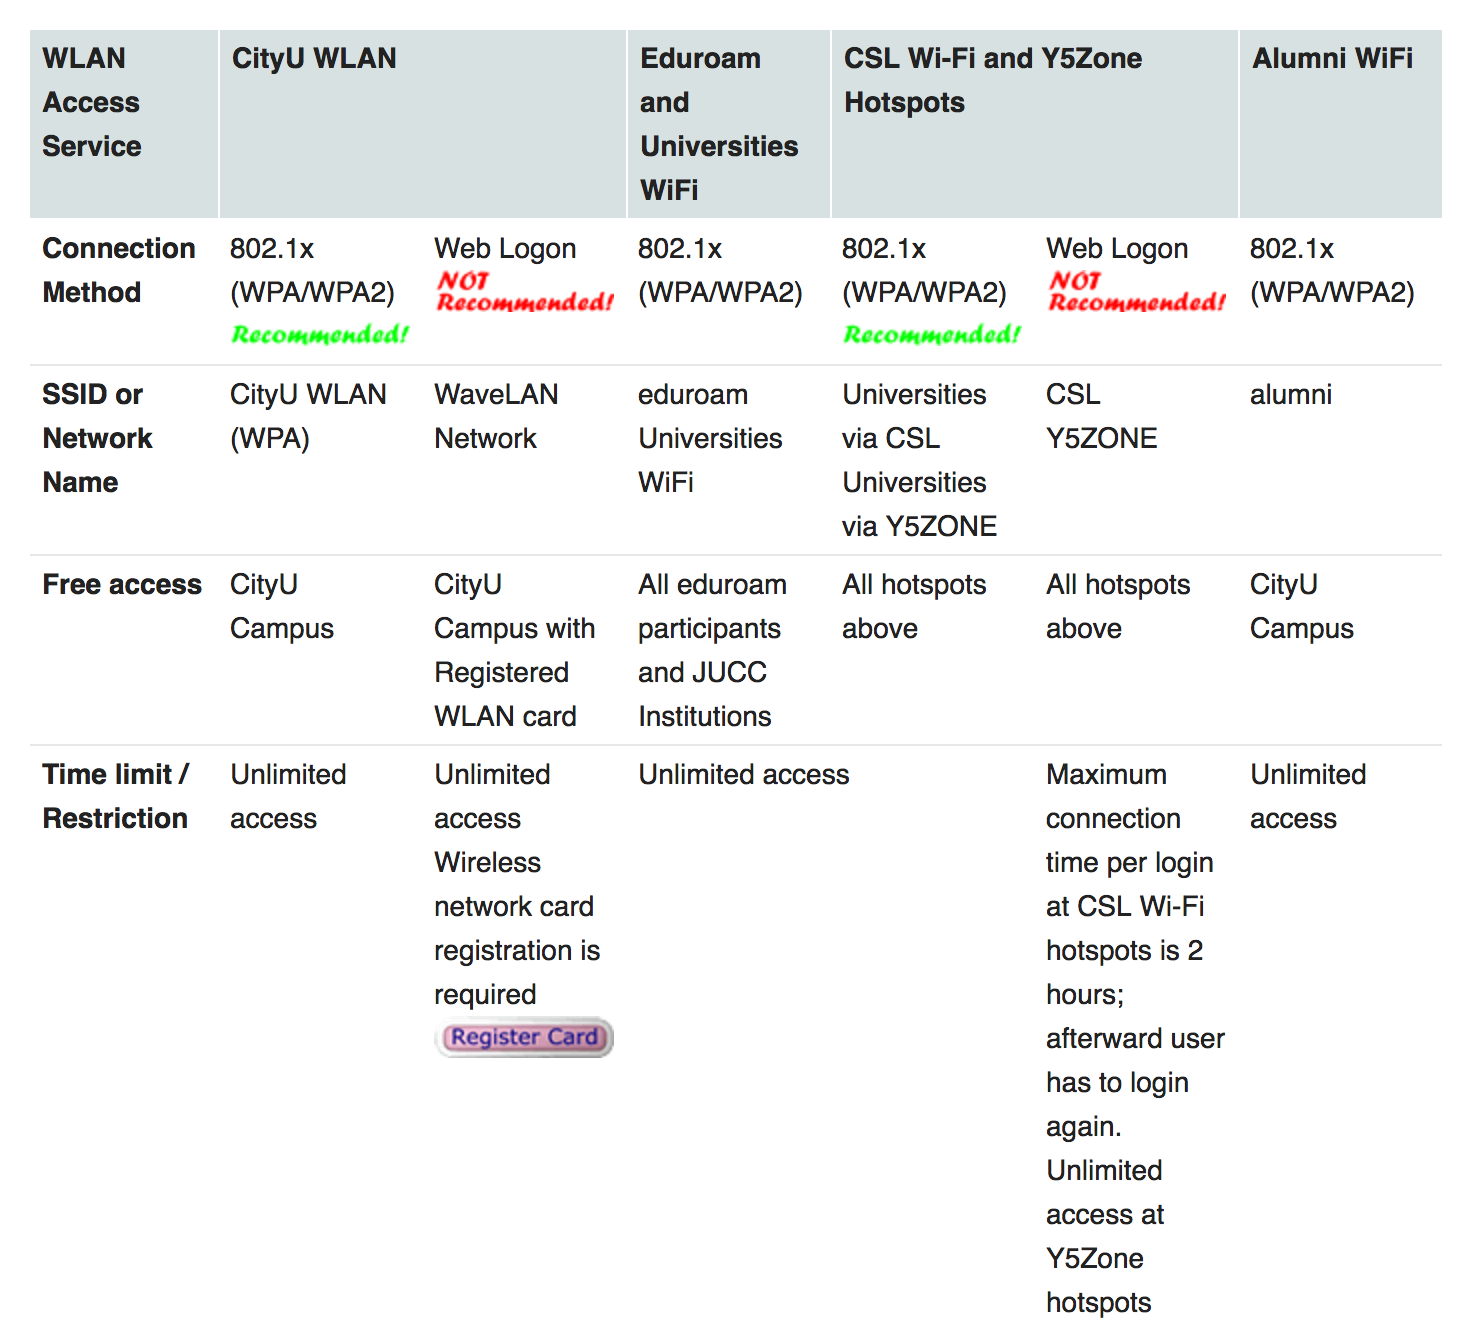 WLAN
Access
Service
CityU WLAN
Eduroam
and
Universities
WiFi
CSL Wi-Fi and Y5Zone
Hotspots
Alumni WiFi
Connection
Method
802.1x
(WPA/WPA2)
Recommended!
Web Logon
NOT
Recommended!
802.1x
(WPA/WPA2)
802.1x
(WPA/WPA2)
Recommended!
Web Logon
NOT
Recommended!
802.1x
(WPA/WPA2)
SSID or
Network
Name
CityU WLAN
(WPA)
WaveLAN
Network
eduroam
Universities
WiFi
Universities
via CSL
Universities
via Y5ZONE
CSL
Y5ZONE
alumni
Free access
CityU
Campus
CityU
Campus with
Registered
WLAN card
All eduroam
participants
and JUCC
Institutions
All hotspots
above
All hotspots
above
CityU
Campus
Time limit /
Restriction
Unlimited
access
Unlimited
access
Wireless
network card
registration is
required
Register Card
Unlimited access
Maximum
connection
time per login
at CSL Wi-Fi
hotspots is 2
hours;
afterward user
has to login
again.
Unlimited
access at
Y5Zone
hotspots
Unlimited
access